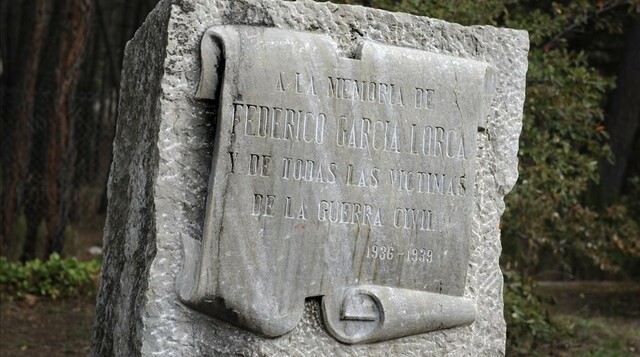 A LA MEMORIA DE
FEDERICO GARCIA LORCA
Y DE TODAS LAS VICTIMAS
DE LA GUERRA CIVIL
1936-1939